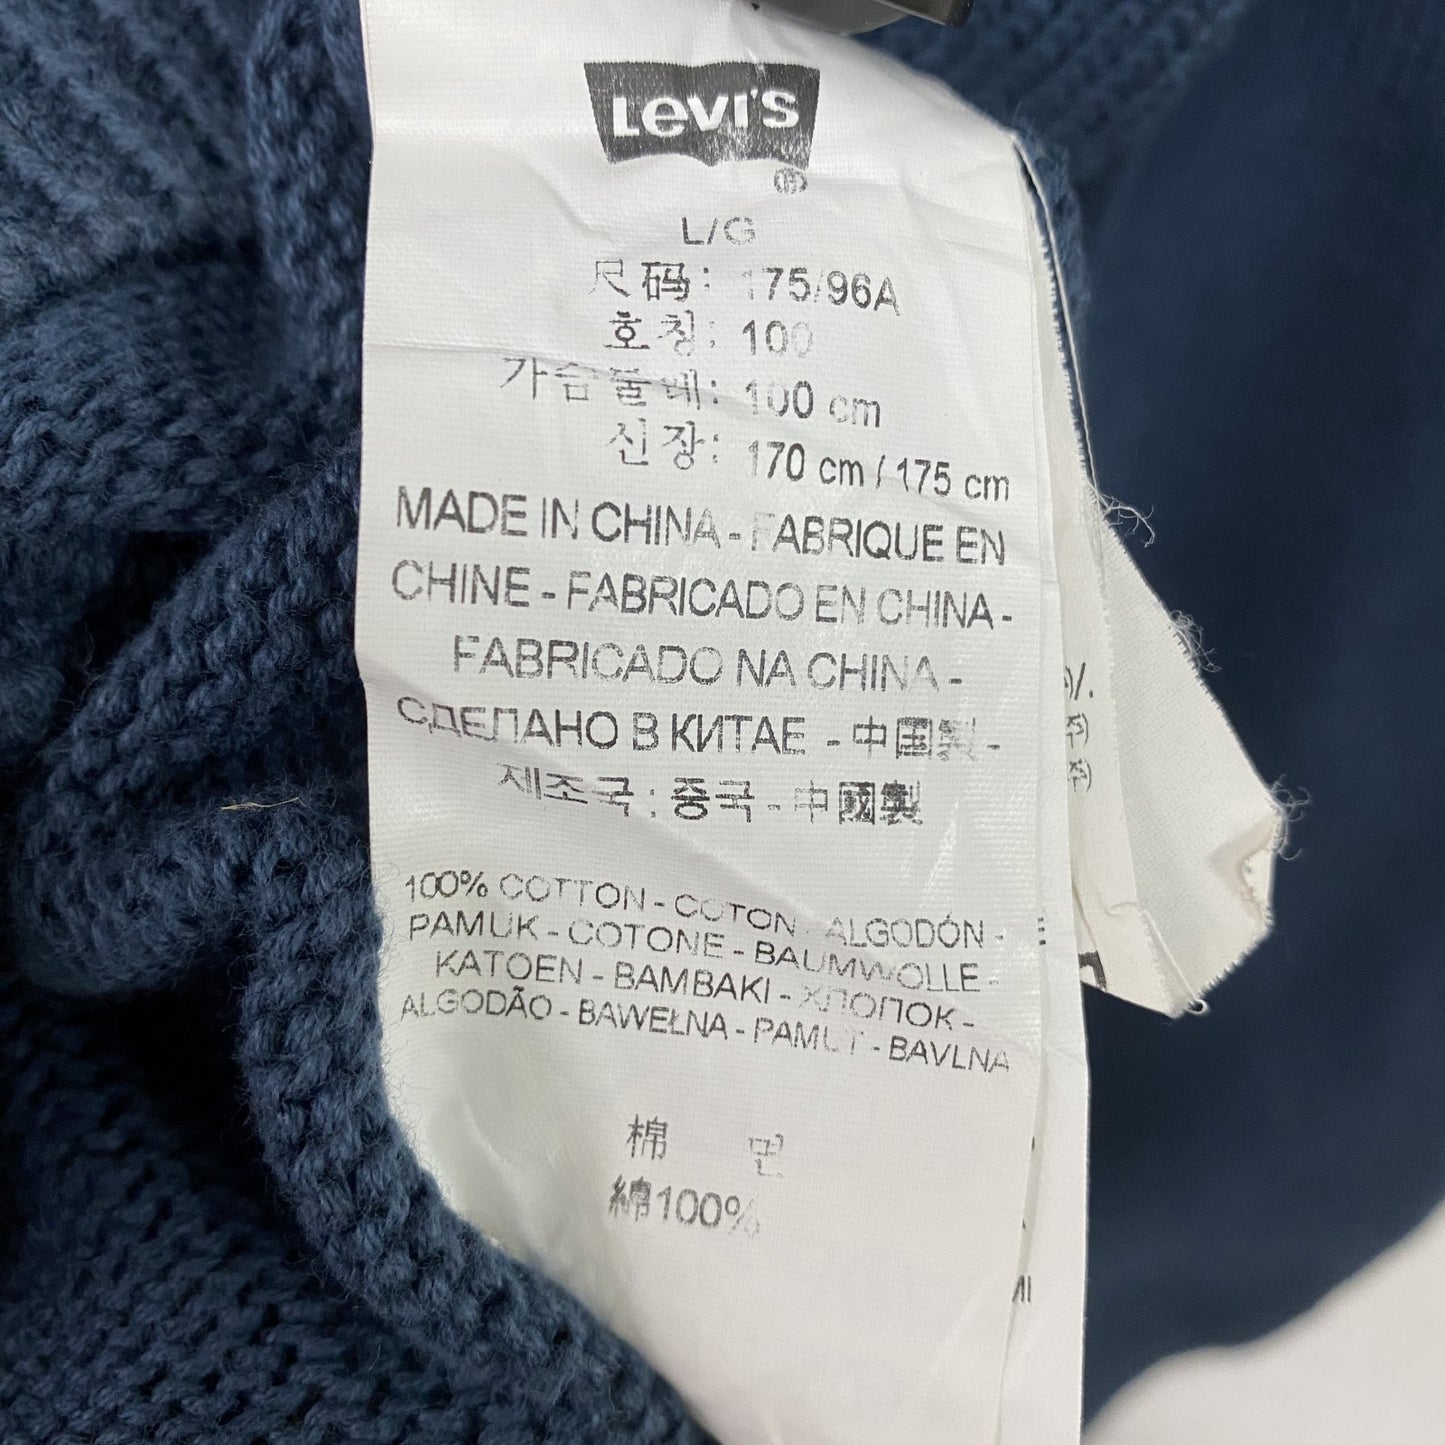 Levi's
®
L/G
尺码: 175/96A
호칭: 100
가슴둘레: 100 cm
신장: 170 cm / 175 cm
MADE IN CHINA - FABRIQUE EN
CHINE - FABRICADO EN CHINA -
FABRICADO NA CHINA -
СДЕЛАНО В КИТАЕ - 中国製 -
제조국 : 중국 - 中國製
100% COTTON - COTON - ALGODÓN -
PAMUK - COTONE - BAUMWOLLE -
KATOEN - BAMBAKI - ХЛОПОК -
ALGODÃO - BAWEŁNA - PAMUT - BAVLNA
棉 면
綿100%